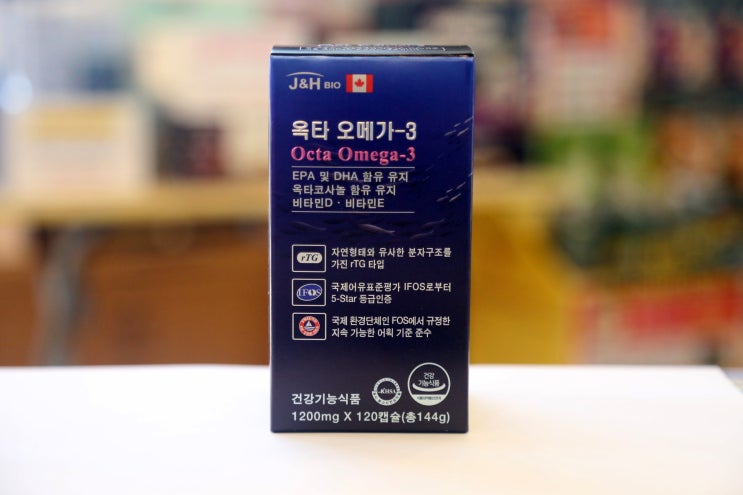 J&H BIO
옥타 오메가-3
Octa Omega-3
EPA 및 DHA 함유 유지
옥타코사놀 함유 유지
비타민D · 비타민E
rTG
자연형태와 유사한 분자구조를
가진 rTG 타입
IFOS
국제어유표준평가 IFOS로부터
5-Star 등급인증
국제 환경단체인 FOS에서 규정한
지속 가능한 어획 기준 준수
건강기능식품
KHSA
건강
기능식품
1200mg X 120캡슐(총144g)